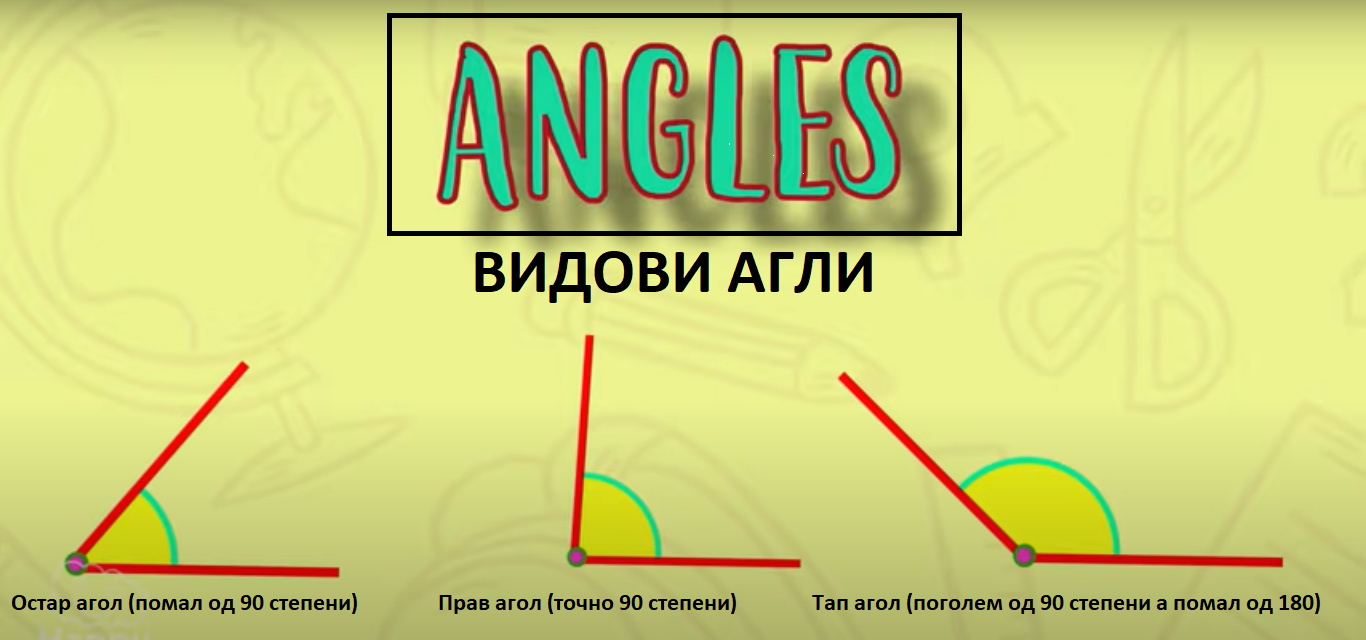 ANGLES
ВИДОВИ АГЛИ
Остар агол (помал од 90 степени)
Прав агол (точно 90 степени)
Тап агол (поголем од 90 степени а помал од 180)